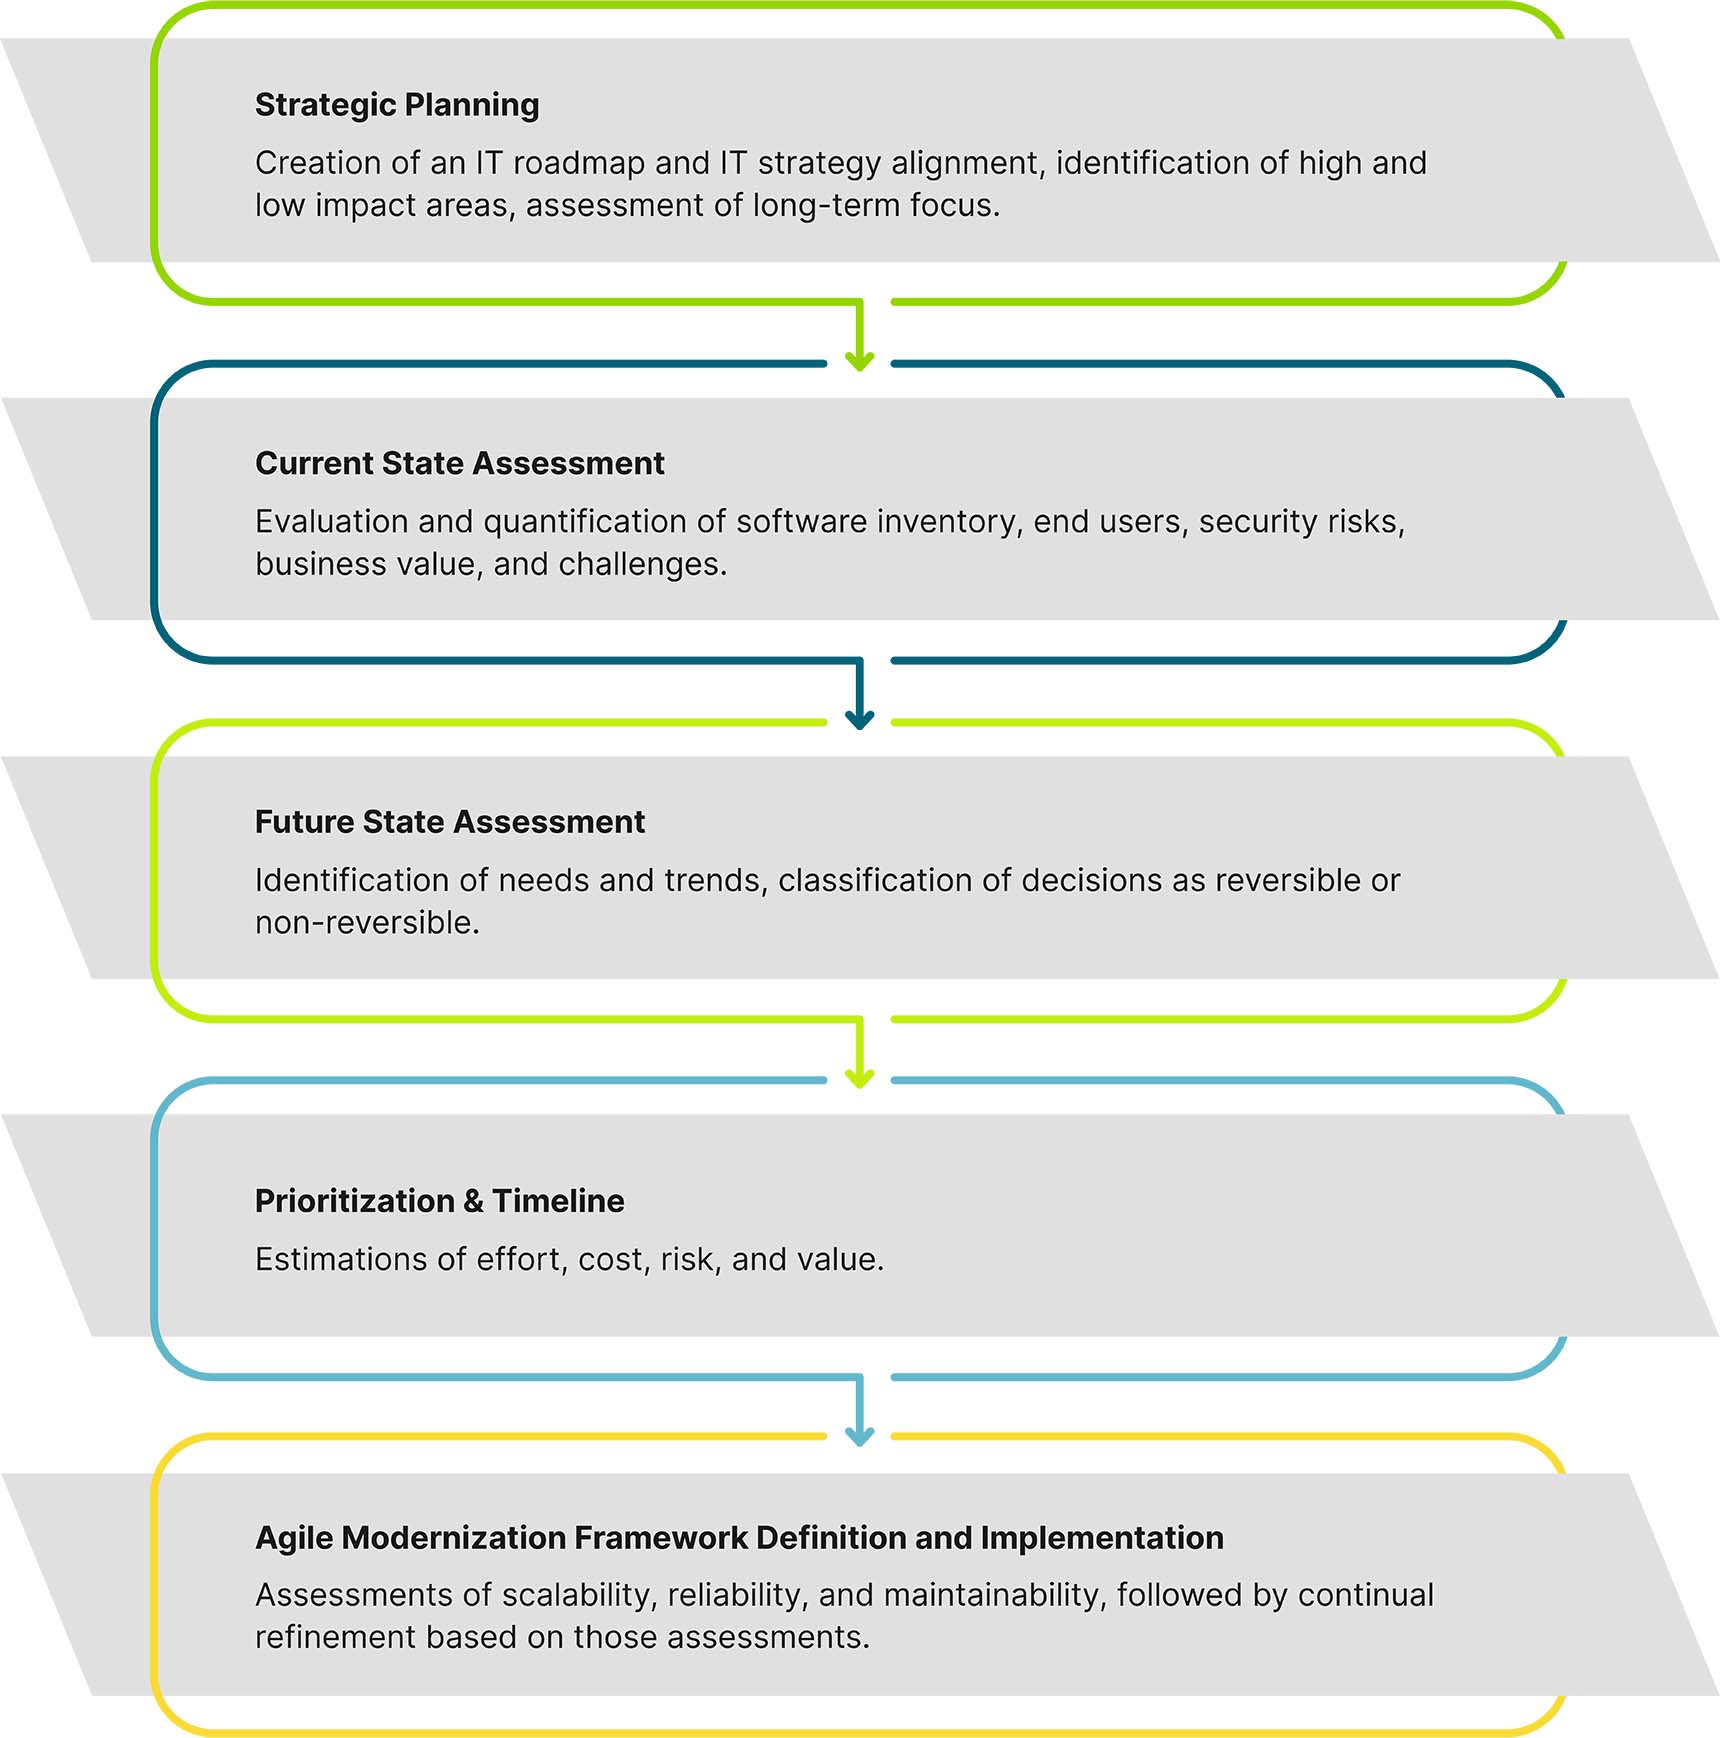 Strategic Planning
Creation of an IT roadmap and IT strategy alignment, identification of high and
low impact areas, assessment of long-term focus.
Current State Assessment
Evaluation and quantification of software inventory, end users, security risks,
business value, and challenges.
Future State Assessment
Identification of needs and trends, classification of decisions as reversible or
non-reversible.
Prioritization & Timeline
Estimations of effort, cost, risk, and value.
Agile Modernization Framework Definition and Implementation
Assessments of scalability, reliability, and maintainability, followed by continual
refinement based on those assessments.